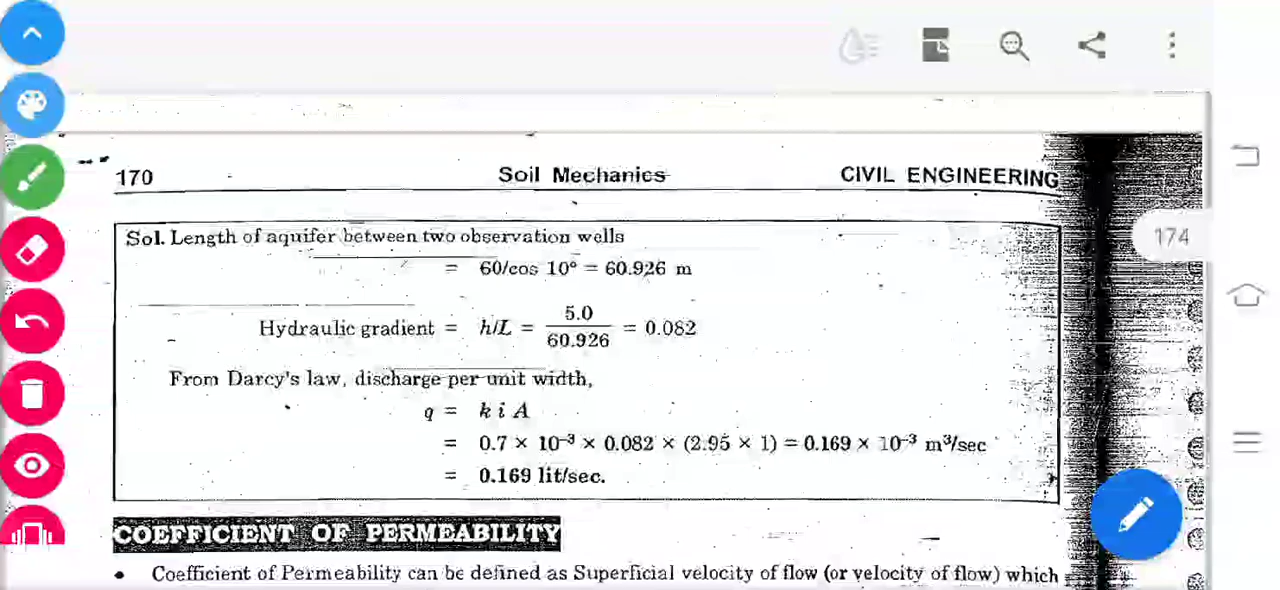 170 Soil Mechanics CIVIL ENGINEERING
174
Sol. Length of aquifer between two observation wells
= 60/cos 10° = 60.926 m
Hydraulic gradient = h/L = 5.0/60.926 = 0.082
From Darcy's law, discharge per unit width,
q = k i A
= 0.7 × 10⁻³ × 0.082 × (2.95 × 1) = 0.169 × 10⁻³ m³/sec
= 0.169 lit/sec.
COEFFICIENT OF PERMEABILITY
• Coefficient of Permeability can be defined as Superficial velocity of flow (or velocity of flow) which